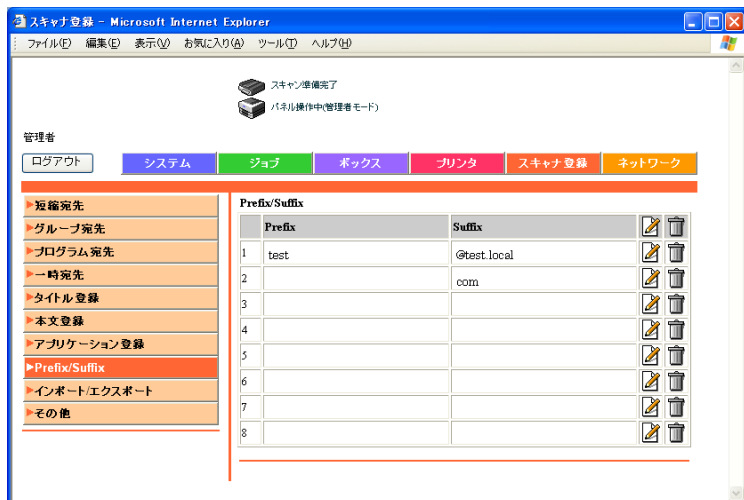 スキャナ登録 - Microsoft Internet Explorer
ファイル(F) 編集(E) 表示(V) お気に入り(A) ツール(T) ヘルプ(H)
スキャン準備完了
パネル操作中(管理者モード)
管理者
ログアウト システム ジョブ ボックス プリンタ スキャナ登録 ネットワーク
短縮宛先
グループ宛先
プログラム宛先
一時宛先
タイトル登録
本文登録
アプリケーション登録
Prefix/Suffix
インポート/エクスポート
その他
Prefix/Suffix
Prefix Suffix
1 test @test.local
2 com
3
4
5
6
7
8